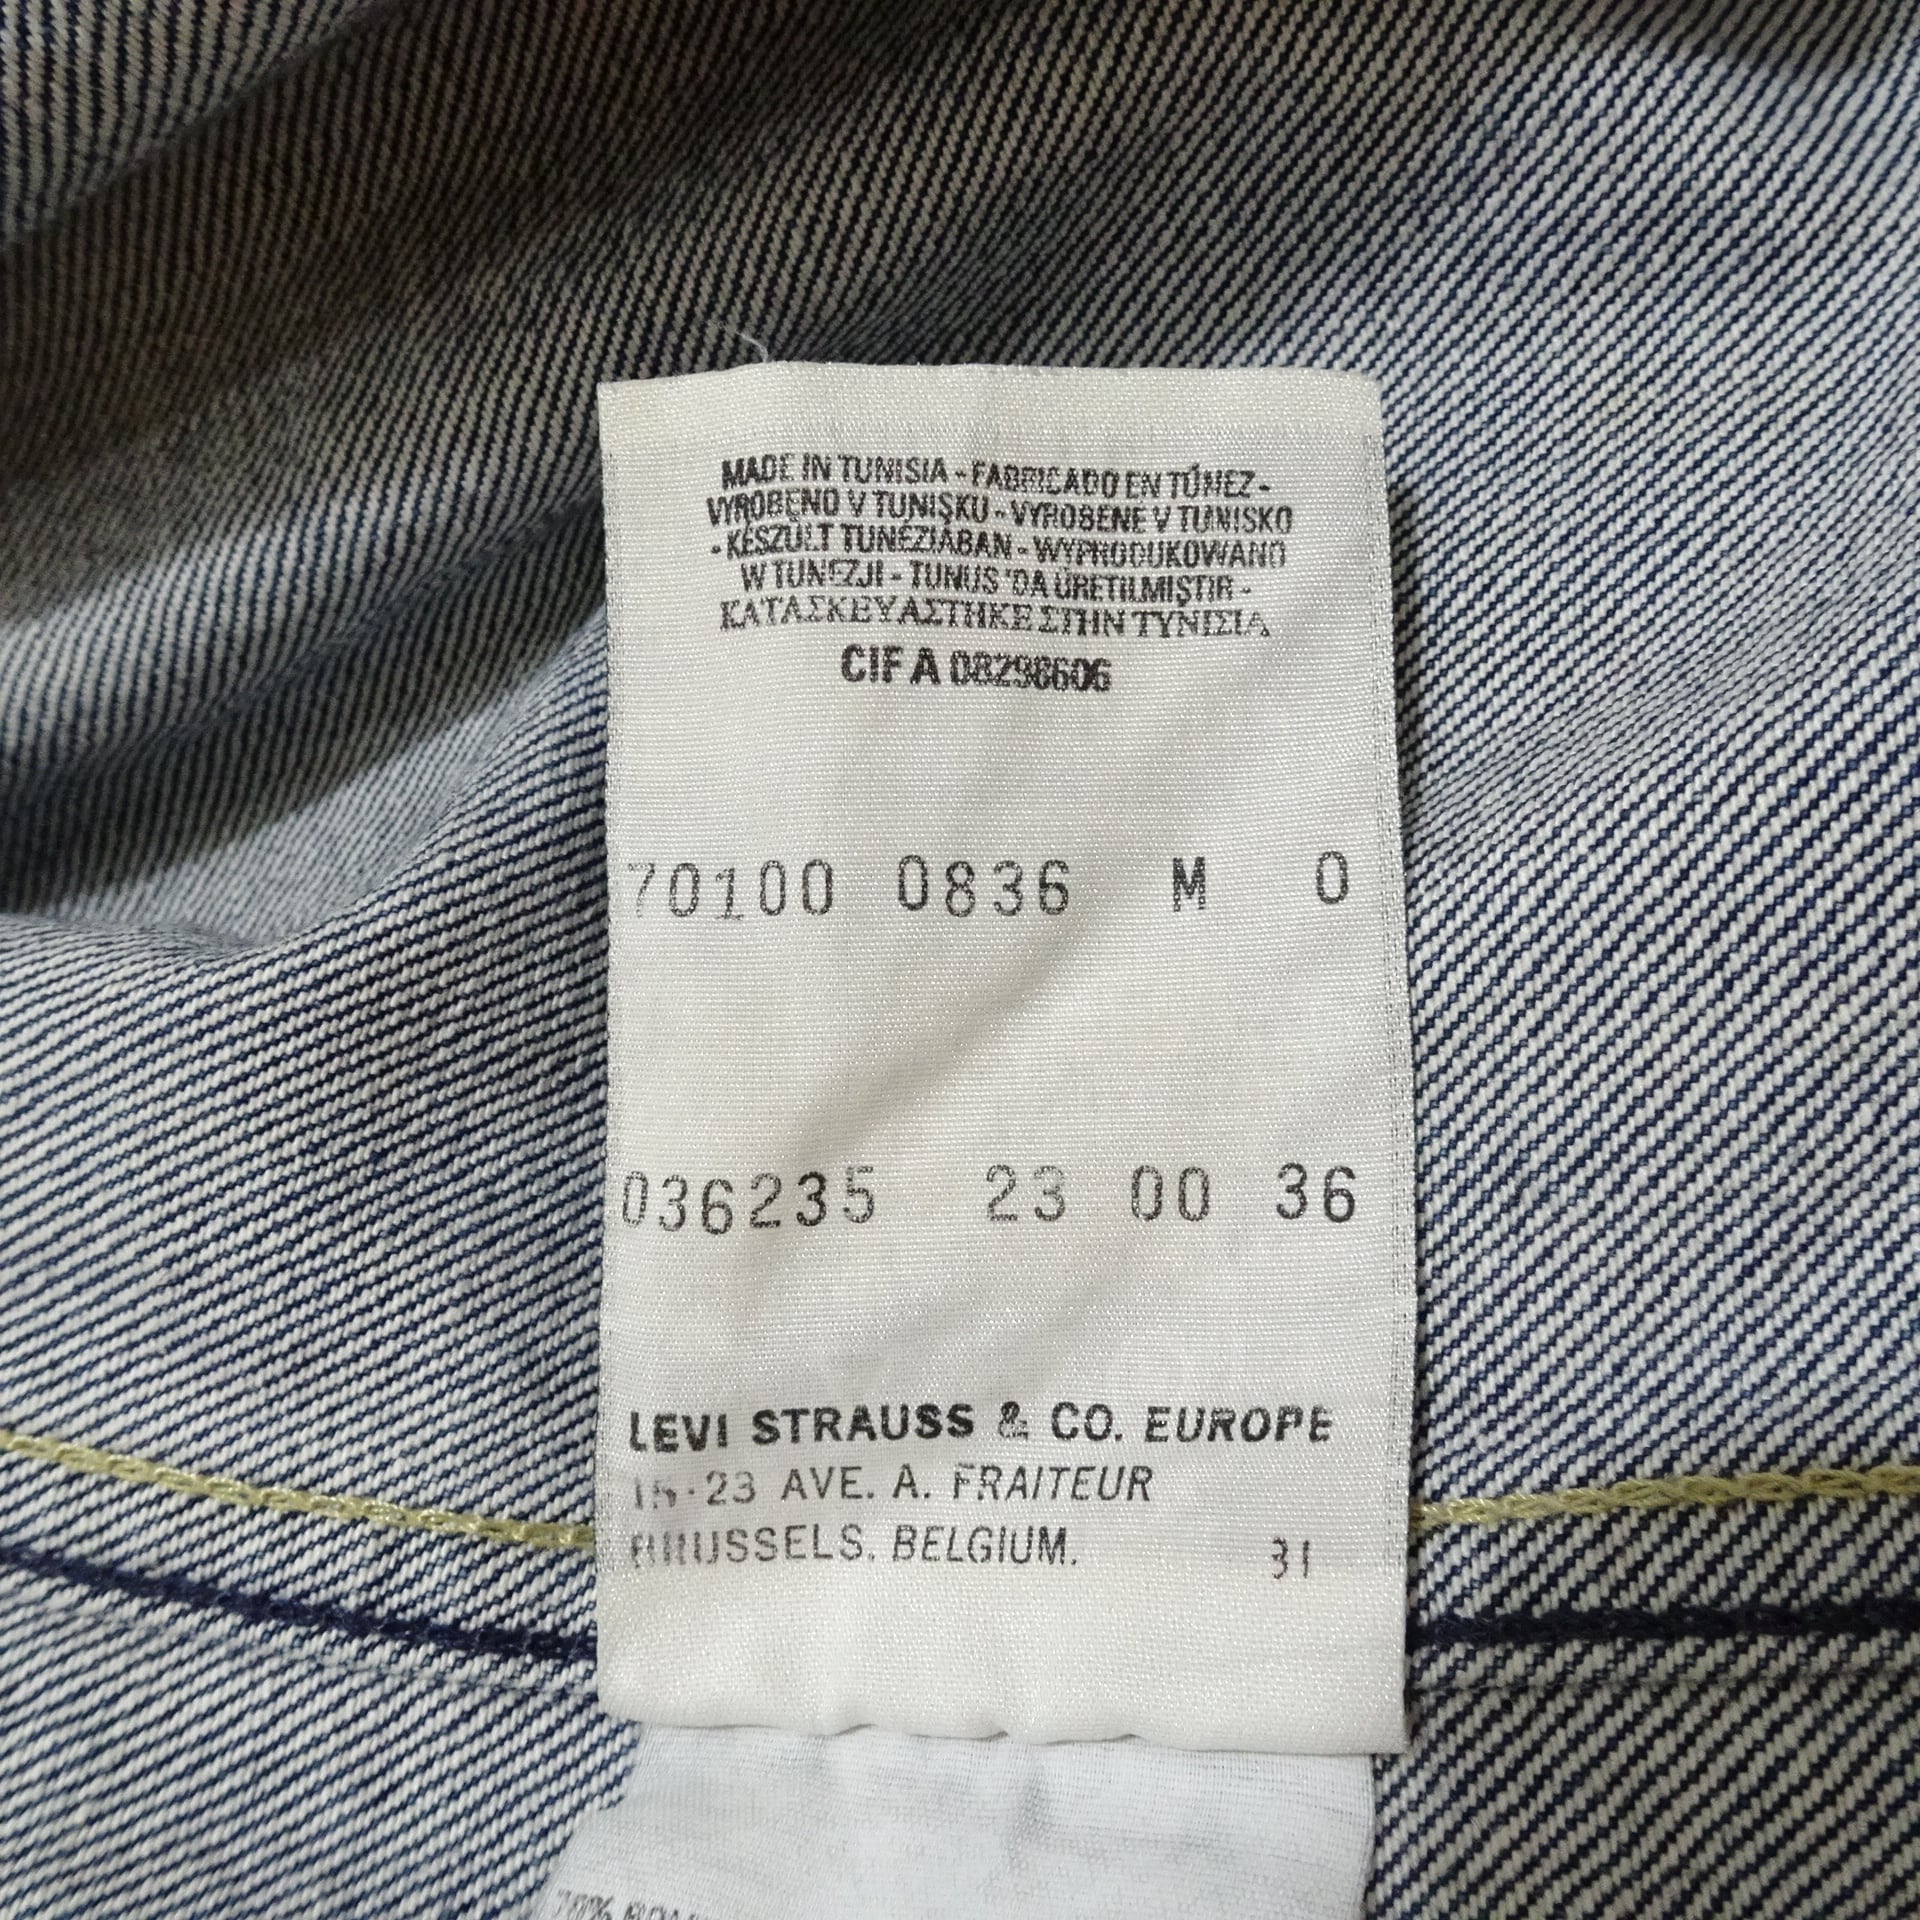 MADE IN TUNISIA - FABRICADO EN TÚNEZ -
VYROBENO V TUNISKU - VYROBENE V TUNISKO
- KÉSZÜLT TUNÉZIÁBAN - WYPRODUKOWANO
W TUNEZJI - TUNUS 'DA ÜRETILMIŞTIR -
ΚΑΤΑΣΚΕΥΑΣΤΗΚΕ ΣΤΗΝ ΤΥΝΙΣΙΑ
CIF A 08298606
70100 0836 M 0
036235 23 00 36
LEVI STRAUSS & CO. EUROPE
15-23 AVE. A. FRAITEUR
BRUSSELS. BELGIUM. 31